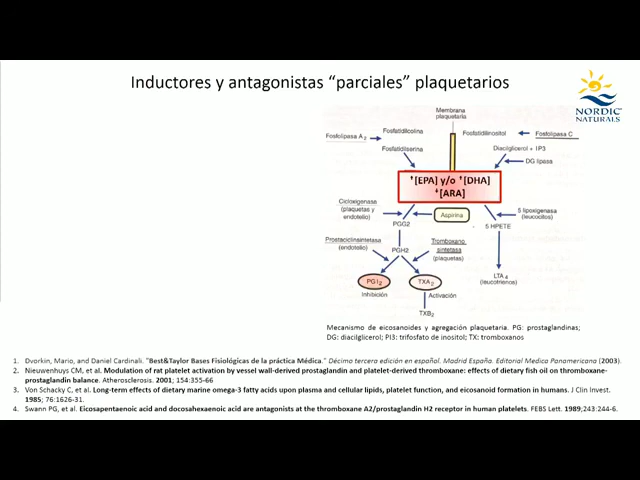 Inductores y antagonistas “parciales” plaquetarios
NORDIC
NATURALS
Membrana
plaquetaria
Fosfatidilcolina
Fosfatidilinositol
Fosfolipasa C
Fosfolipasa A2
Fosfatidilserina
Diacilglicerol + IP3
DG lipasa
↑[EPA] y/o ↑[DHA]
↓[ARA]
Ciclooxigenasa
(plaquetas y
endotelio)
Aspirina
5 lipoxigenasa
(leucocitos)
PGG2
5 HPETE
Prostaciclinsintetasa
(endotelio)
Tromboxano
sintetasa
(plaquetas)
PGH2
PGI2
TXA2
LTA4
(leucotrienos)
Inhibición
Activación
TXB2
Mecanismo de eicosanoides y agregación plaquetaria. PG: prostaglandinas;
DG: diacilglicerol; PI3: trifosfato de inositol; TX: tromboxanos
1. Dvorkin, Mario, and Daniel Cardinali. "Best&Taylor Bases Fisiológicas de la práctica Médica." Décima tercera edición en español. Madrid España. Editorial Medica Panamericana (2003).
2. Nieuwenhuys CM, et al. Modulation of rat platelet activation by vessel wall-derived prostaglandin and platelet-derived thromboxane: effects of dietary fish oil on thromboxane-
prostaglandin balance. Atherosclerosis. 2001; 154:355-66
3. Von Schacky C, et al. Long-term effects of dietary marine omega-3 fatty acids upon plasma and cellular lipids, platelet function, and eicosanoid formation in humans. J Clin Invest.
1985; 76:1626-31.
4. Swann PG, et al. Eicosapentaenoic and docosahexaenoic acid are antagonists at the thromboxane A2/prostaglandin H2 receptor in human platelets. FEBS Lett. 1989;243:244-6.